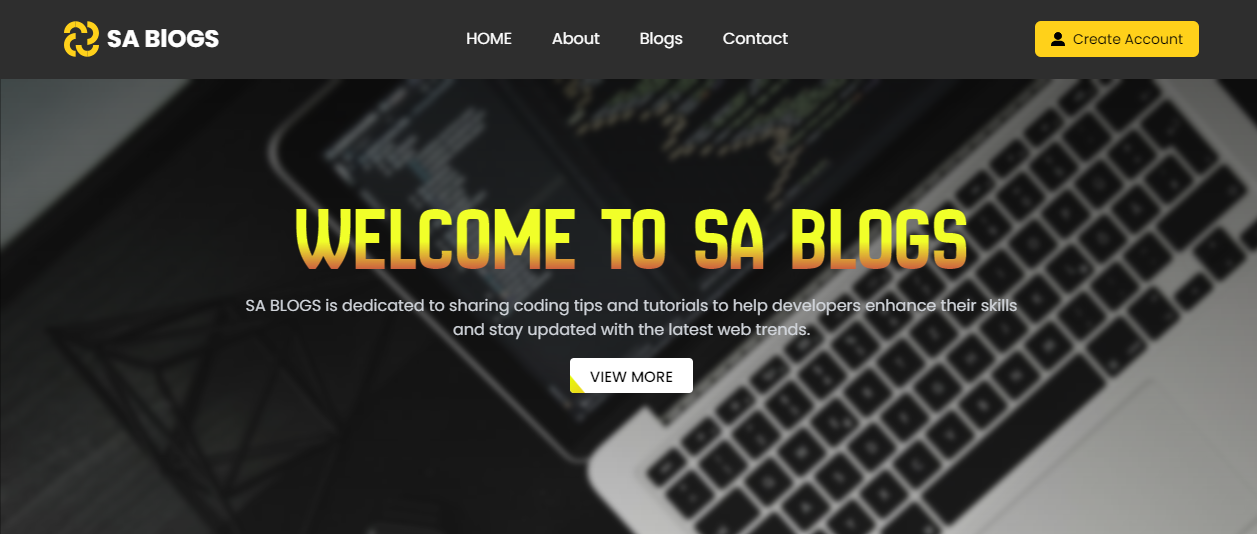 SA BlOGS
HOME
About
Blogs
Contact
Create Account
WELCOME TO SA BLOGS
SA BLOGS is dedicated to sharing coding tips and tutorials to help developers enhance their skills
and stay updated with the latest web trends.
VIEW MORE